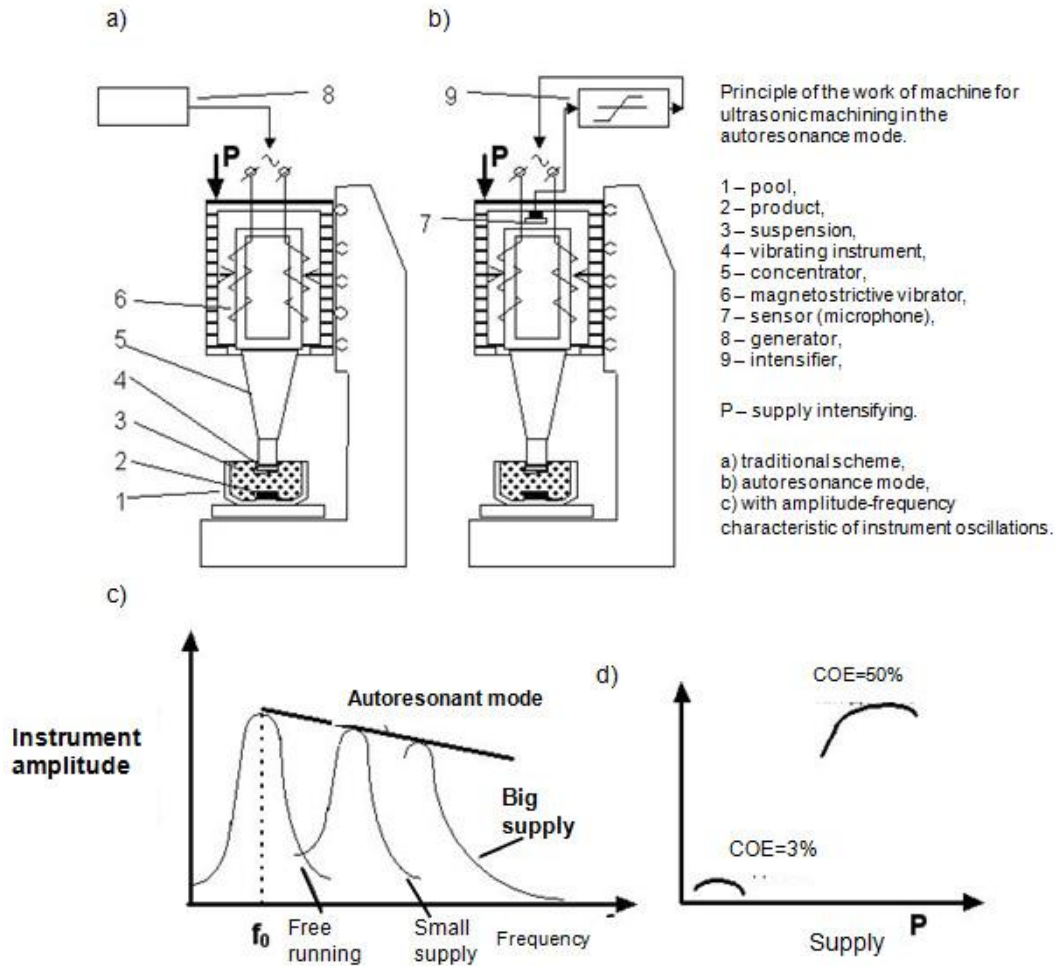 a)
b)
8
9
P
P
7
6
5
4
3
2
1
Principle of the work of machine for
ultrasonic machining in the
autoresonance mode.
1 – pool,
2 – product,
3 – suspension,
4 – vibrating instrument,
5 – concentrator,
6 – magnetostrictive vibrator,
7 – sensor (microphone),
8 – generator,
9 – intensifier,
P – supply intensifying.
a) traditional scheme,
b) autoresonance mode,
c) with amplitude-frequency
characteristic of instrument oscillations.
c)
Instrument
amplitude
Autoresonant mode
Big
supply
f₀
Free
running
Small
supply
Frequency
d)
COE=50%
COE=3%
P
Supply